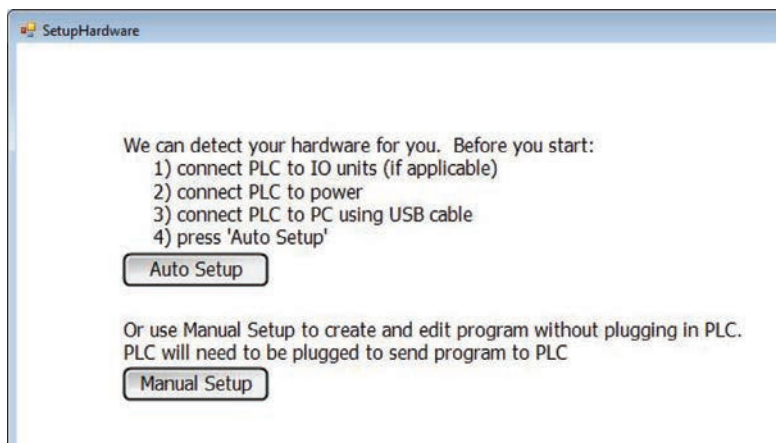 SetupHardware
We can detect your hardware for you.  Before you start:
1) connect PLC to IO units (if applicable)
2) connect PLC to power
3) connect PLC to PC using USB cable
4) press 'Auto Setup'
Auto Setup
Or use Manual Setup to create and edit program without plugging in PLC.
PLC will need to be plugged to send program to PLC
Manual Setup